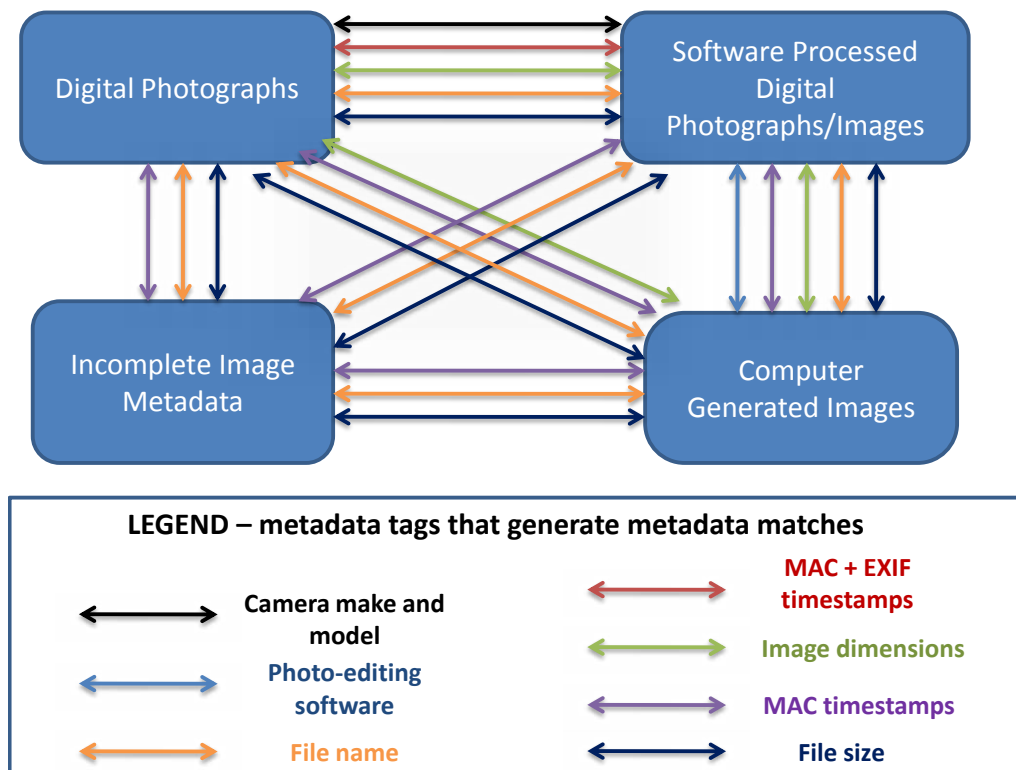 Digital Photographs
Software Processed
Digital
Photographs/Images
Incomplete Image
Metadata
Computer
Generated Images
LEGEND – metadata tags that generate metadata matches
Camera make and
model
Photo-editing
software
File name
MAC + EXIF
timestamps
Image dimensions
MAC timestamps
File size